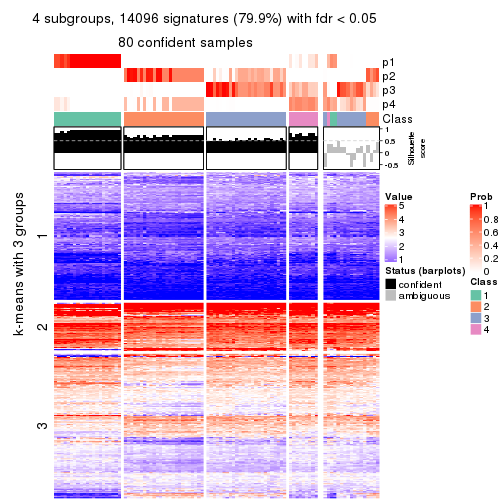 4 subgroups, 14096 signatures (79.9%) with fdr < 0.05
80 confident samples
p1
p2
p3
p4
Class
1
0.5
0
-0.5
Silhouette
score
k-means with 3 groups
1
2
3
Value
5
4
3
2
1
Status (barplots)
confident
ambiguous
Prob
1
0.8
0.6
0.4
0.2
0
Class
1
2
3
4